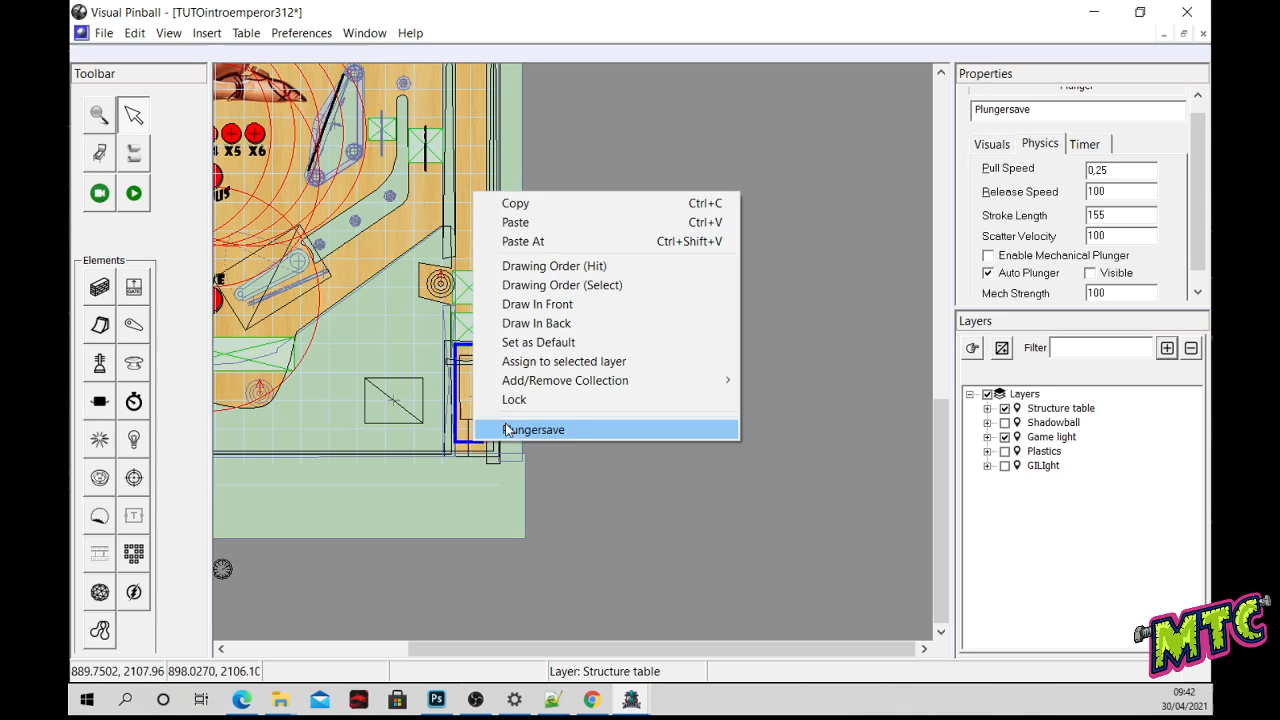 Visual Pinball - [TUTOintroemperor312*]
File Edit View Insert Table Preferences Window Help
Toolbar
X5 X6
Elements
GATE
T
Copy Ctrl+C
Paste Ctrl+V
Paste At Ctrl+Shift+V
Drawing Order (Hit)
Drawing Order (Select)
Draw In Front
Draw In Back
Set as Default
Assign to selected layer
Add/Remove Collection
Lock
Plungersave
Properties
Plunger
Plungersave
Visuals Physics Timer
Pull Speed 0,25
Release Speed 100
Stroke Length 155
Scatter Velocity 100
Enable Mechanical Plunger
Auto Plunger Visible
Mech Strength 100
Layers
Filter
Layers
Structure table
Shadowball
Game light
Plastics
GILIght
MTC
889.7502, 2107.96 898.0270, 2106.10 Layer: Structure table
Ps
09:42
30/04/2021